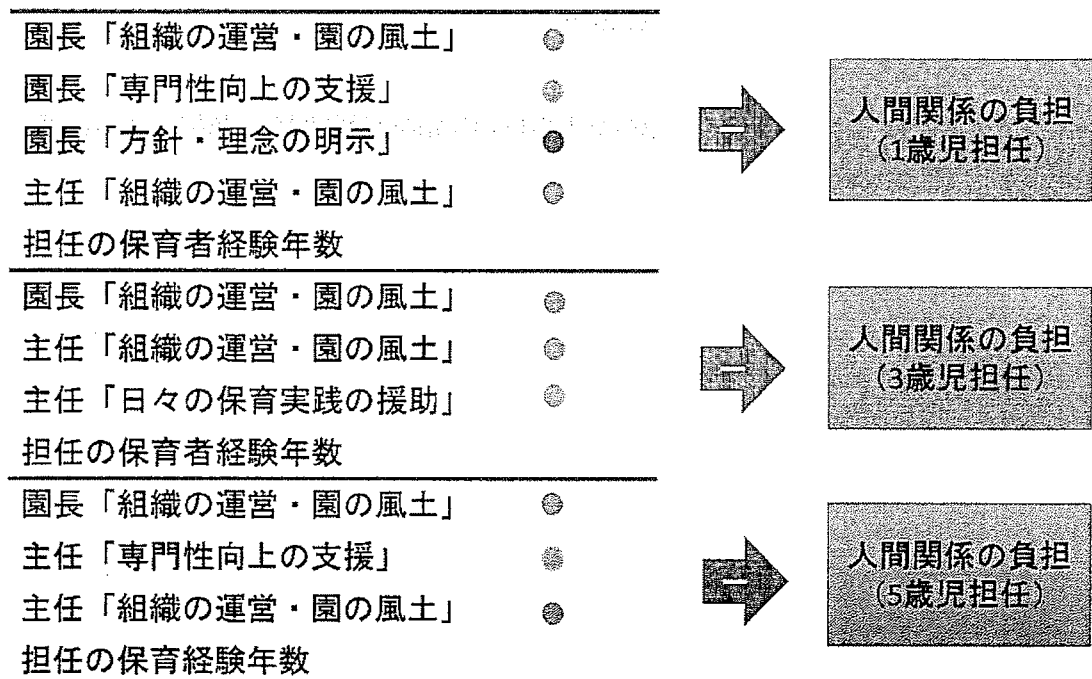 園長「組織の運営・園の風土」
園長「専門性向上の支援」
園長「方針・理念の明示」
主任「組織の運営・園の風土」
担任の保育者経験年数
－
人間関係の負担
（1歳児担任）
園長「組織の運営・園の風土」
主任「組織の運営・園の風土」
主任「日々の保育実践の援助」
担任の保育者経験年数
－
人間関係の負担
（3歳児担任）
園長「組織の運営・園の風土」
主任「専門性向上の支援」
主任「組織の運営・園の風土」
担任の保育経験年数
－
人間関係の負担
（5歳児担任）